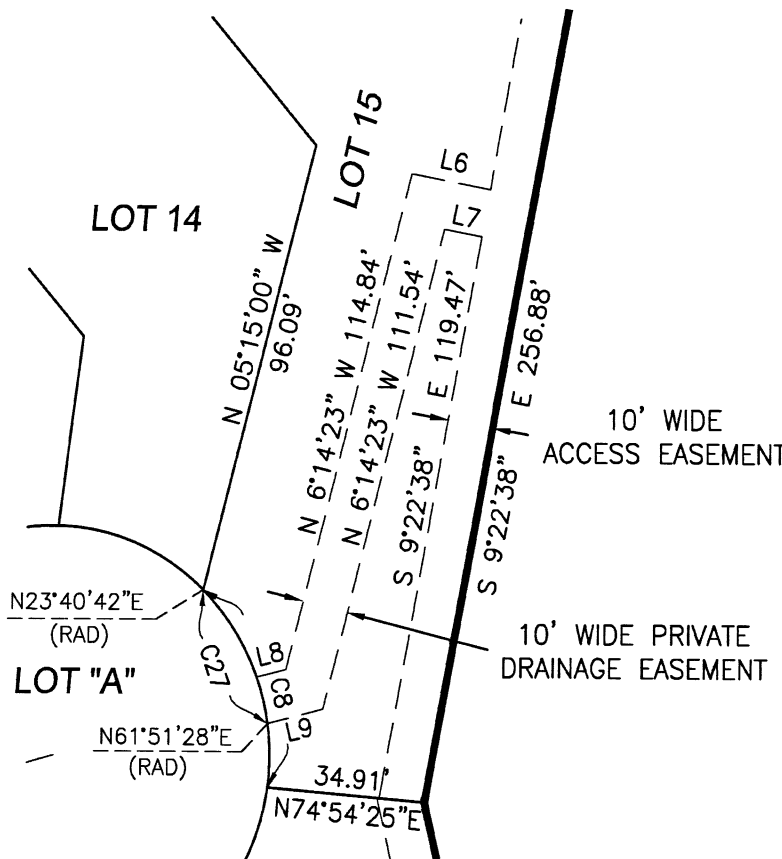 LOT 14
LOT 15
L6
L7
N 05°15'00" W
96.09'
N 6°14'23" W 114.84'
N 6°14'23" W 111.54'
S 9°22'38" E 119.47'
S 9°22'38" E 256.88'
10' WIDE
ACCESS EASEMENT
N23°40'42"E
(RAD)
LOT "A"
C27
L8
C8
L9
10' WIDE PRIVATE
DRAINAGE EASEMENT
N61°51'28"E
(RAD)
34.91'
N74°54'25"E